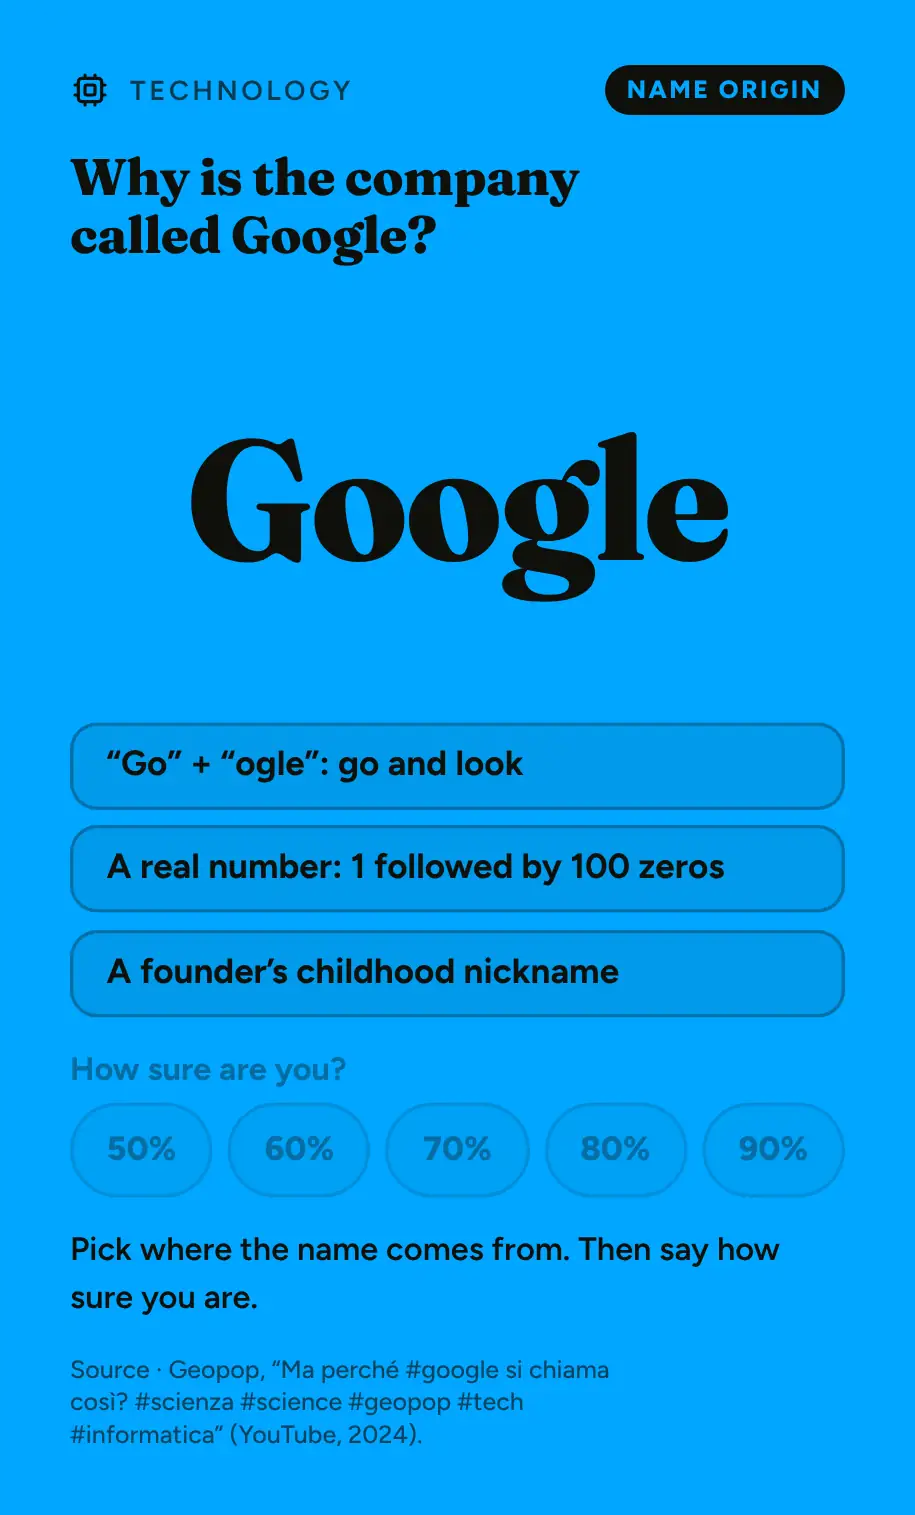 TECHNOLOGY
NAME ORIGIN
Why is the company
called Google?
Google
“Go” + “ogle”: go and look
A real number: 1 followed by 100 zeros
A founder’s childhood nickname
How sure are you?
50% 60% 70% 80% 90%
Pick where the name comes from. Then say how
sure you are.
Source · Geopop, “Ma perché #google si chiama
così? #scienza #science #geopop #tech
#informatica” (YouTube, 2024).